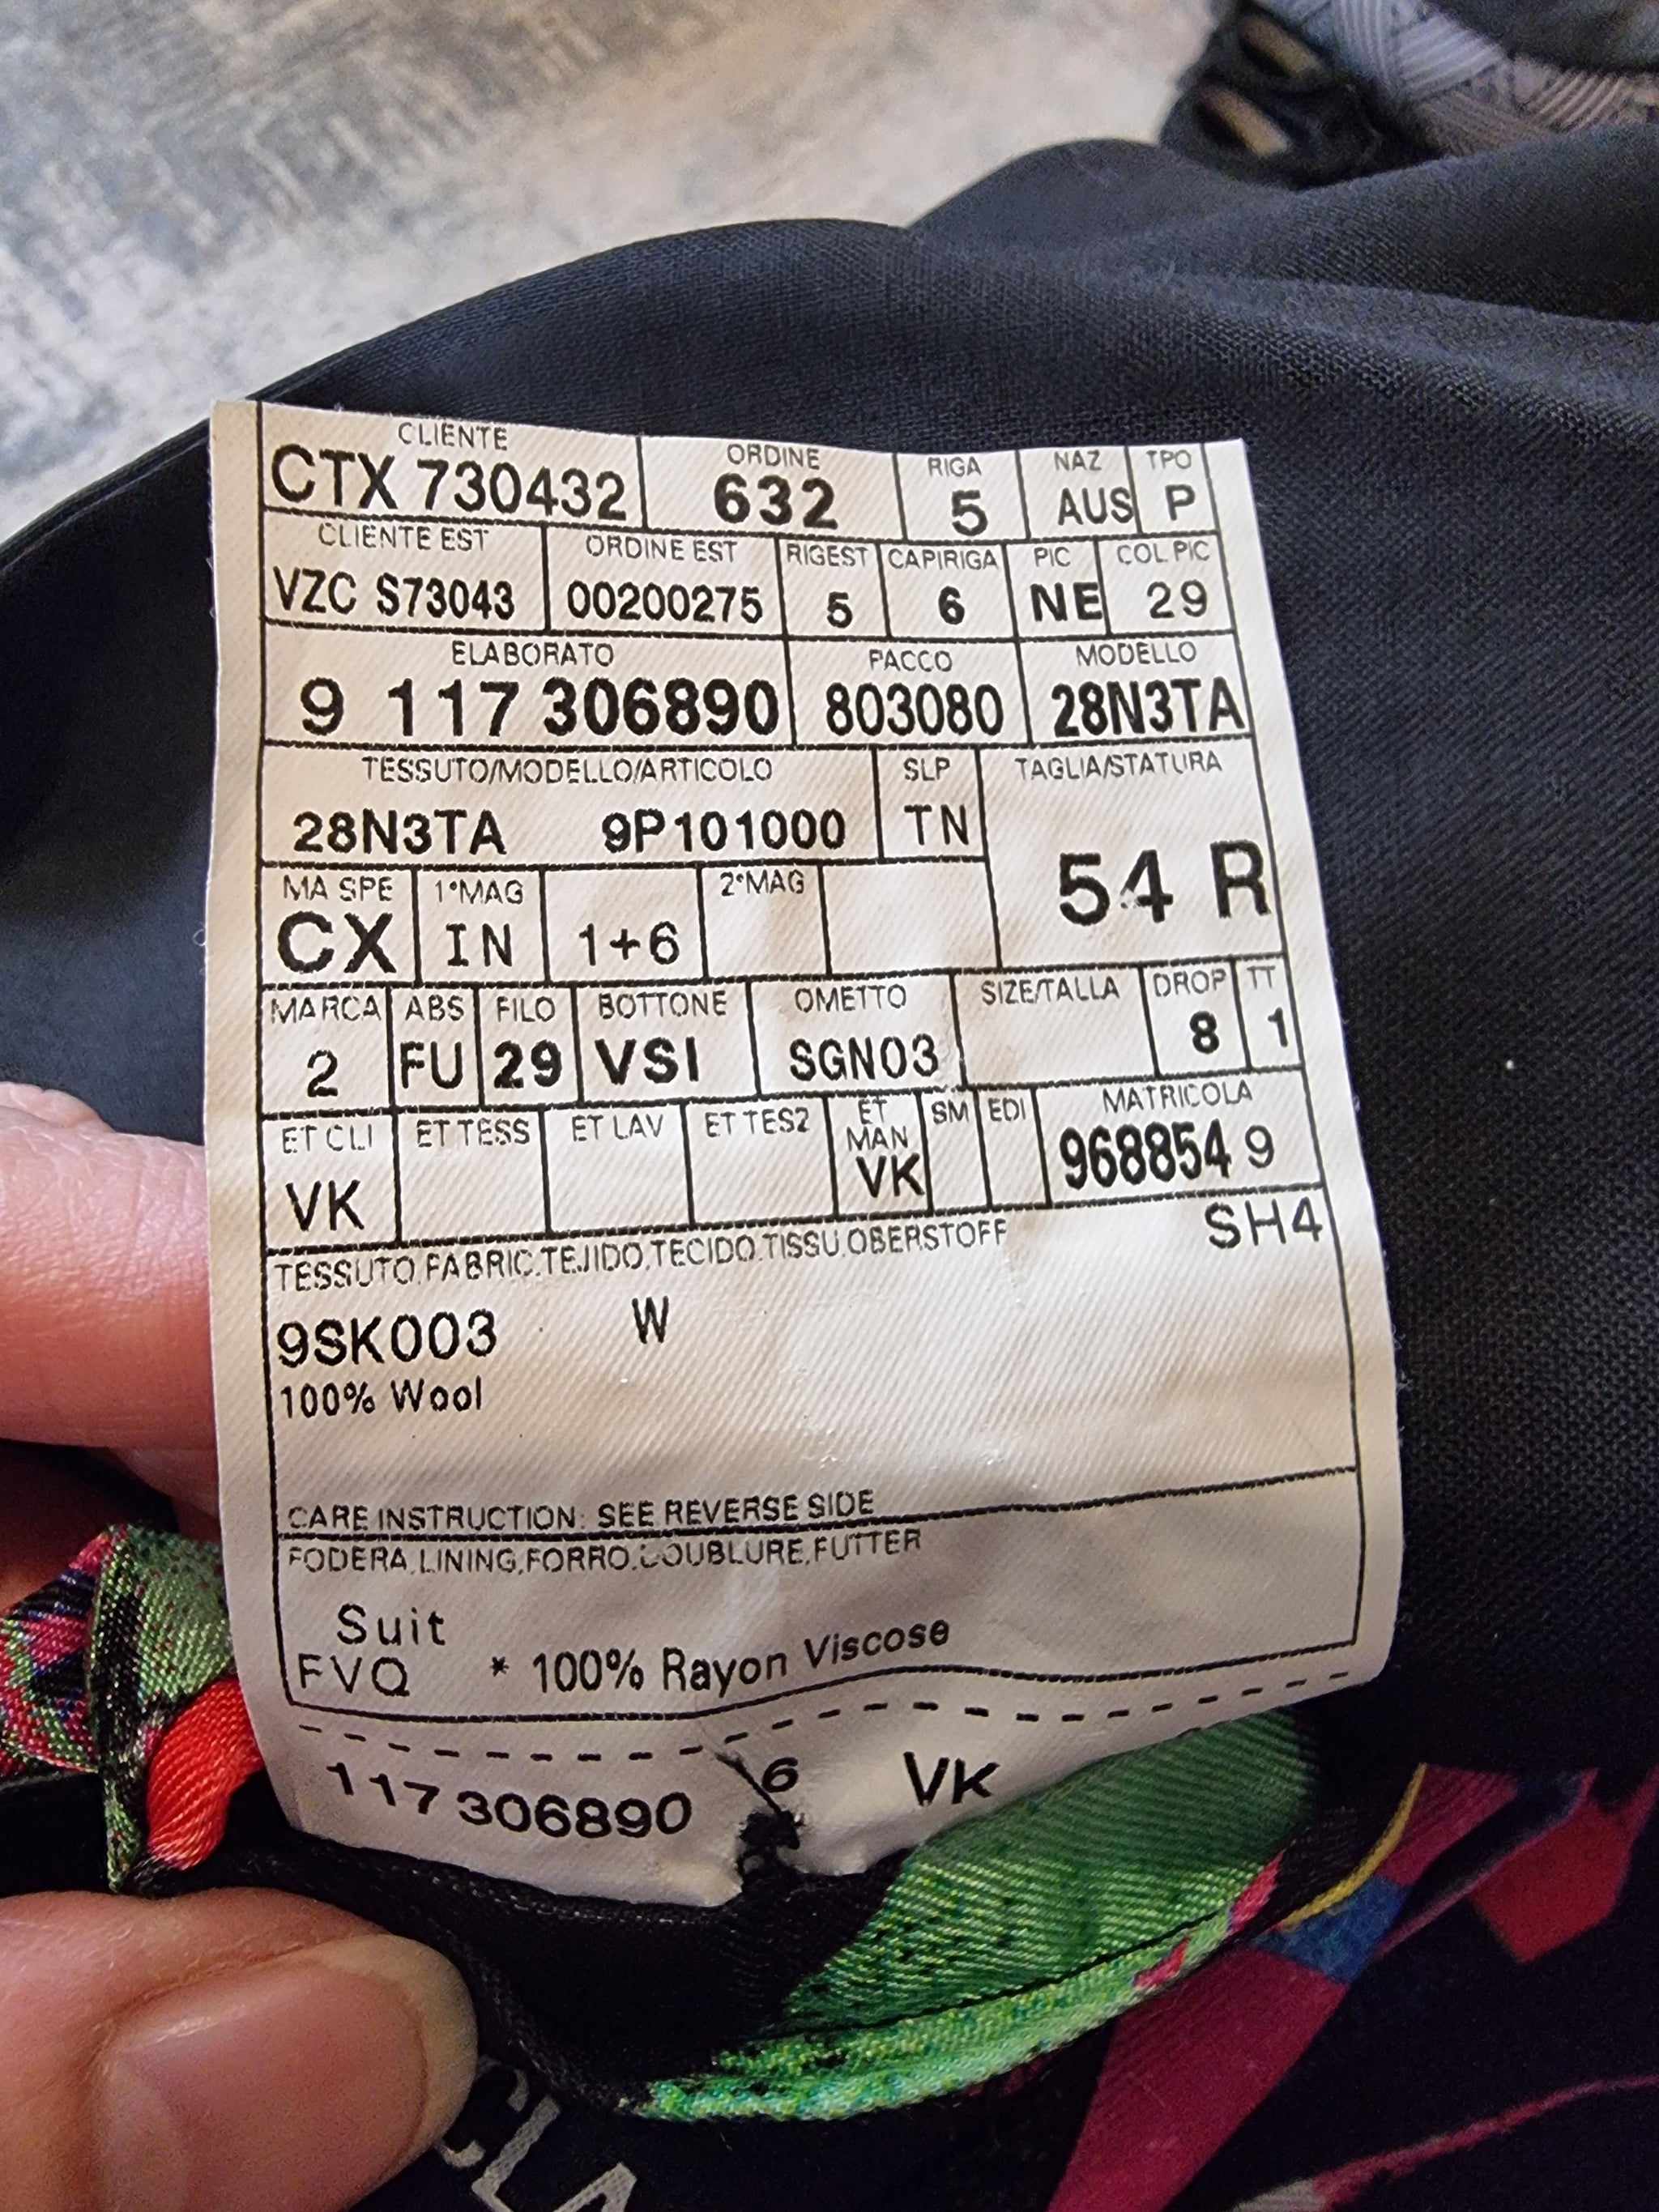 CLIENTE ORDINE RIGA NAZ TPO
CTX 730432 632 5 AUS P
CLIENTE EST ORDINE EST RIGEST CAPIRIGA PIC COL PIC
VZC S73043 00200275 5 6 NE 29
ELABORATO PACCO MODELLO
9 117 306890 803080 28N3TA
TESSUTO/MODELLO/ARTICOLO SLP TAGLIA/STATURA
28N3TA 9P101000 TN 54 R
MA SPE 1°MAG 2°MAG
CX IN 1+6
MARCA ABS FILO BOTTONE OMETTO SIZE/TALLA DROP TT
2 FU 29 VSI SGN03 8 1
ET CLI ET TESS ET LAV ET TES2 ET MAN SM EDI MATRICOLA
VK VK 968854 9
TESSUTO,FABRIC,TEJIDO,TECIDO,TISSU,OBERSTOFF SH4
9SK003 W
100% Wool
CARE INSTRUCTION: SEE REVERSE SIDE
FODERA,LINING,FORRO,DOUBLURE,FUTTER
Suit
FVQ * 100% Rayon Viscose
117306890 6 VK
CLA